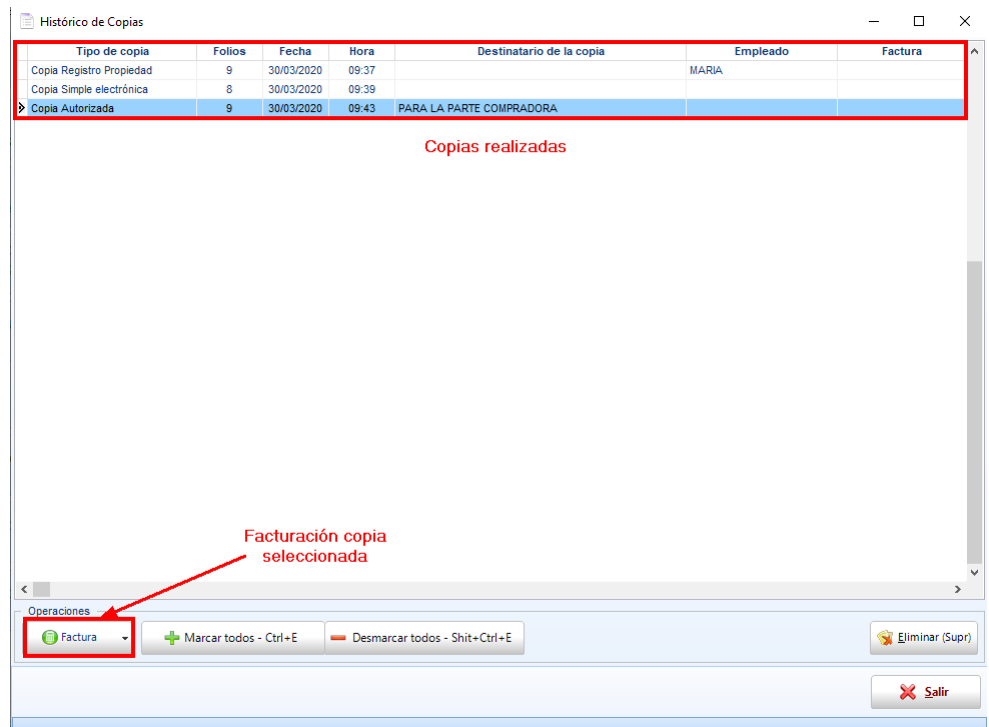 Histórico de Copias
Tipo de copia Folios Fecha Hora Destinatario de la copia Empleado Factura
Copia Registro Propiedad 9 30/03/2020 09:37 MARIA
Copia Simple electrónica 8 30/03/2020 09:39
Copia Autorizada 9 30/03/2020 09:43 PARA LA PARTE COMPRADORA
Copias realizadas
Facturación copia
seleccionada
Operaciones
Factura Marcar todos - Ctrl+E Desmarcar todos - Shit+Ctrl+E Eliminar (Supr)
Salir